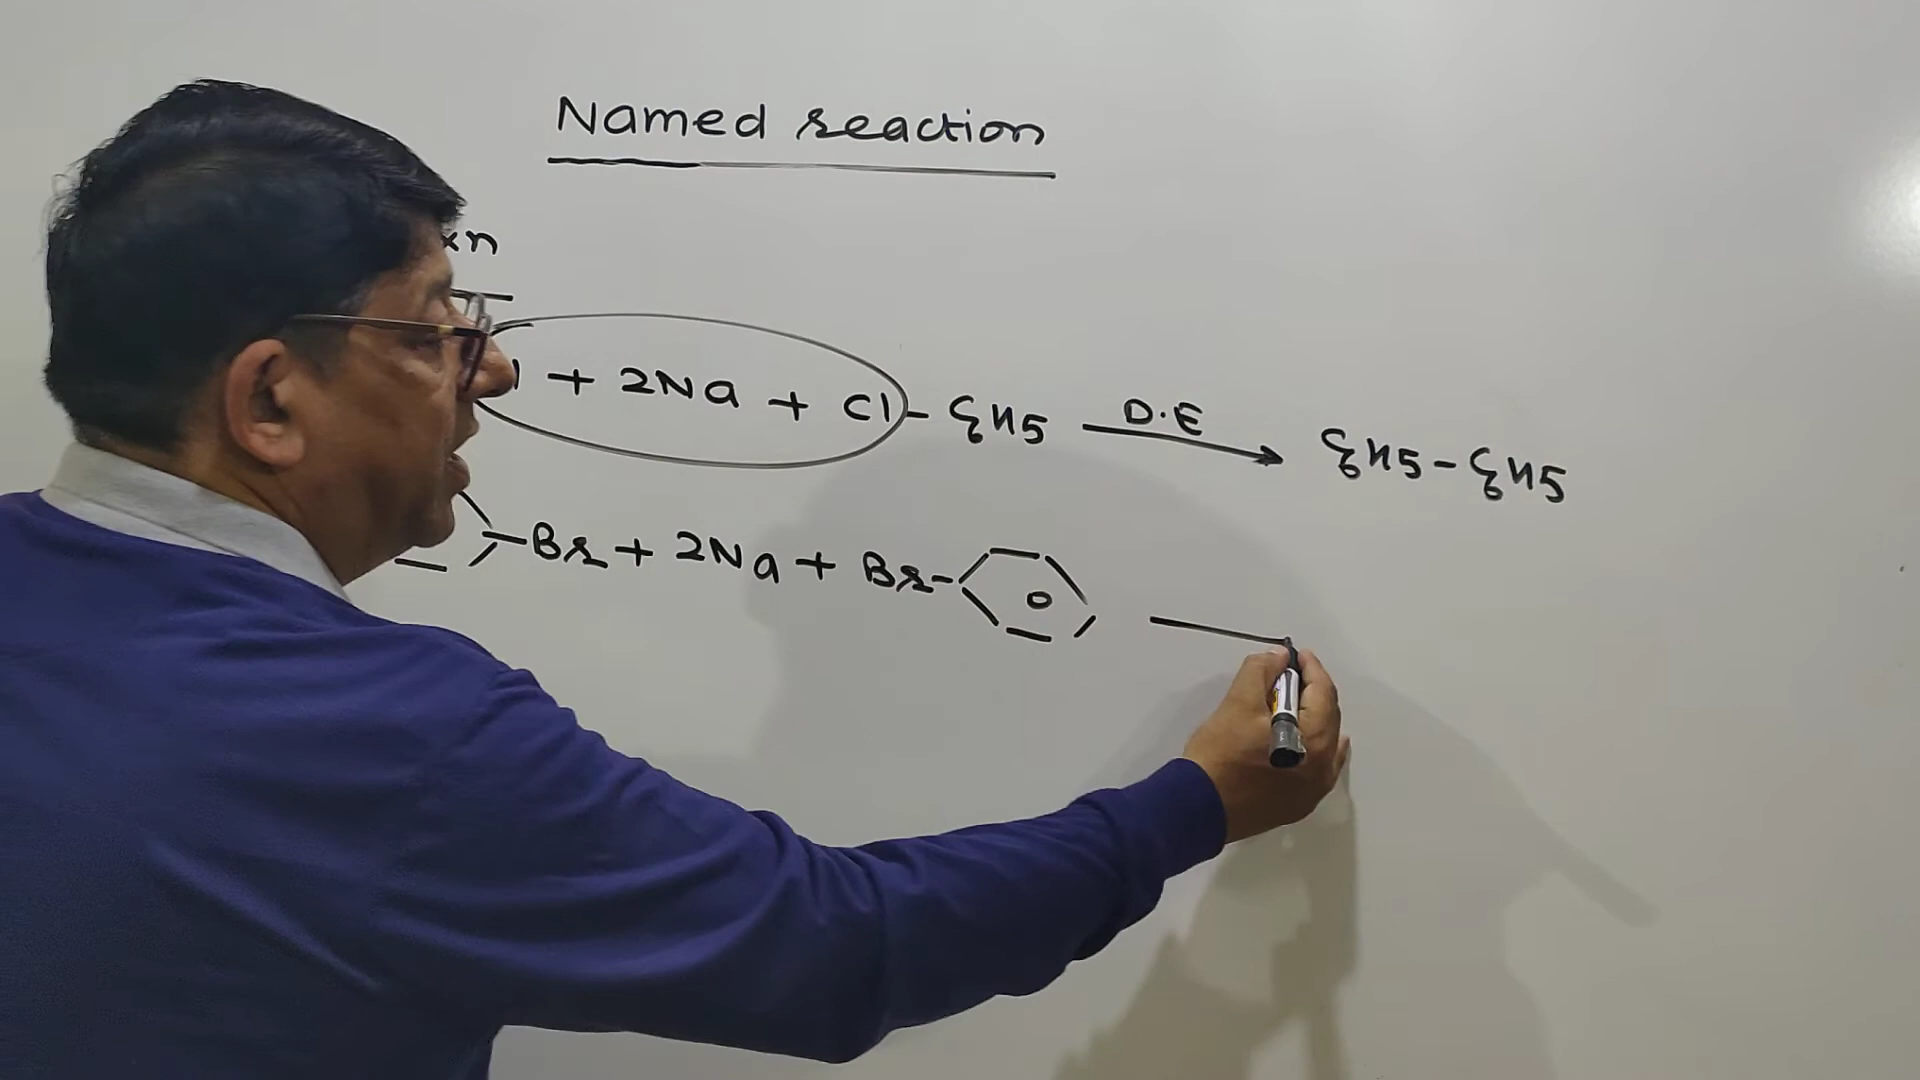 Named reaction
xn
+ 2Na + Cl - C6H5 D.E C6H5 - C6H5
- Br + 2Na + Br -